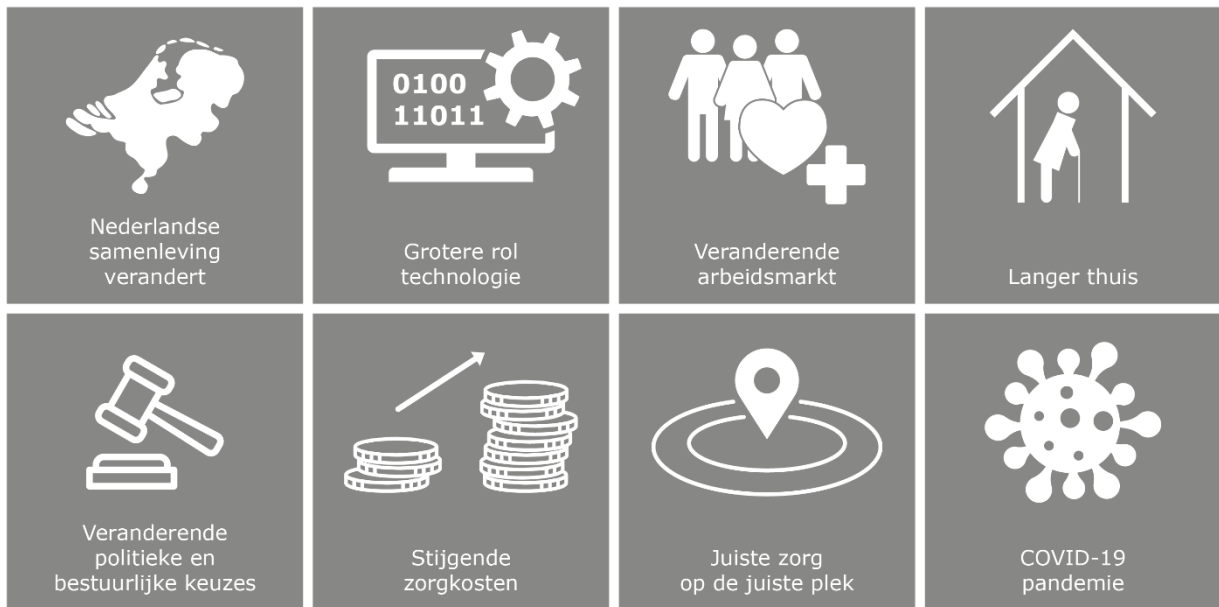 Nederlandse
samenleving
verandert
0100
11011
Grotere rol
technologie
Veranderende
arbeidsmarkt
Langer thuis
Veranderende
politieke en
bestuurlijke keuzes
Stijgende
zorgkosten
Juiste zorg
op de juiste plek
COVID-19
pandemie